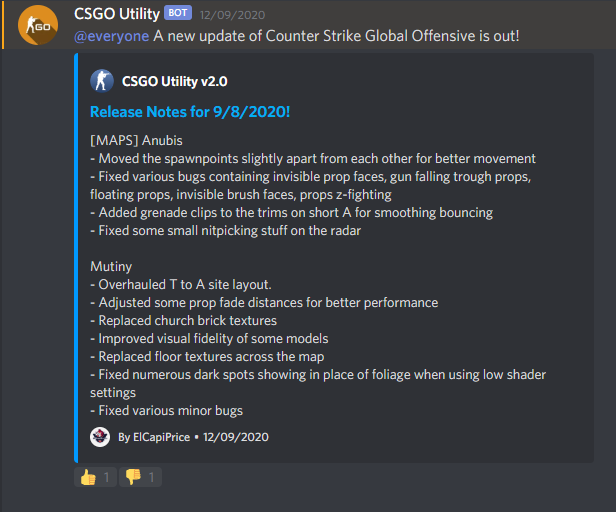 CSGO Utility BOT 12/09/2020
@everyone A new update of Counter Strike Global Offensive is out!
GO
CSGO Utility v2.0
Release Notes for 9/8/2020!
[MAPS] Anubis
- Moved the spawnpoints slightly apart from each other for better movement
- Fixed various bugs containing invisible prop faces, gun falling trough props,
floating props, invisible brush faces, props z-fighting
- Added grenade clips to the trims on short A for smoothing bouncing
- Fixed some small nitpicking stuff on the radar
Mutiny
- Overhauled T to A site layout.
- Adjusted some prop fade distances for better performance
- Replaced church brick textures
- Improved visual fidelity of some models
- Replaced floor textures across the map
- Fixed numerous dark spots showing in place of foliage when using low shader
settings
- Fixed various minor bugs
By ElCapiPrice • 12/09/2020
1 1